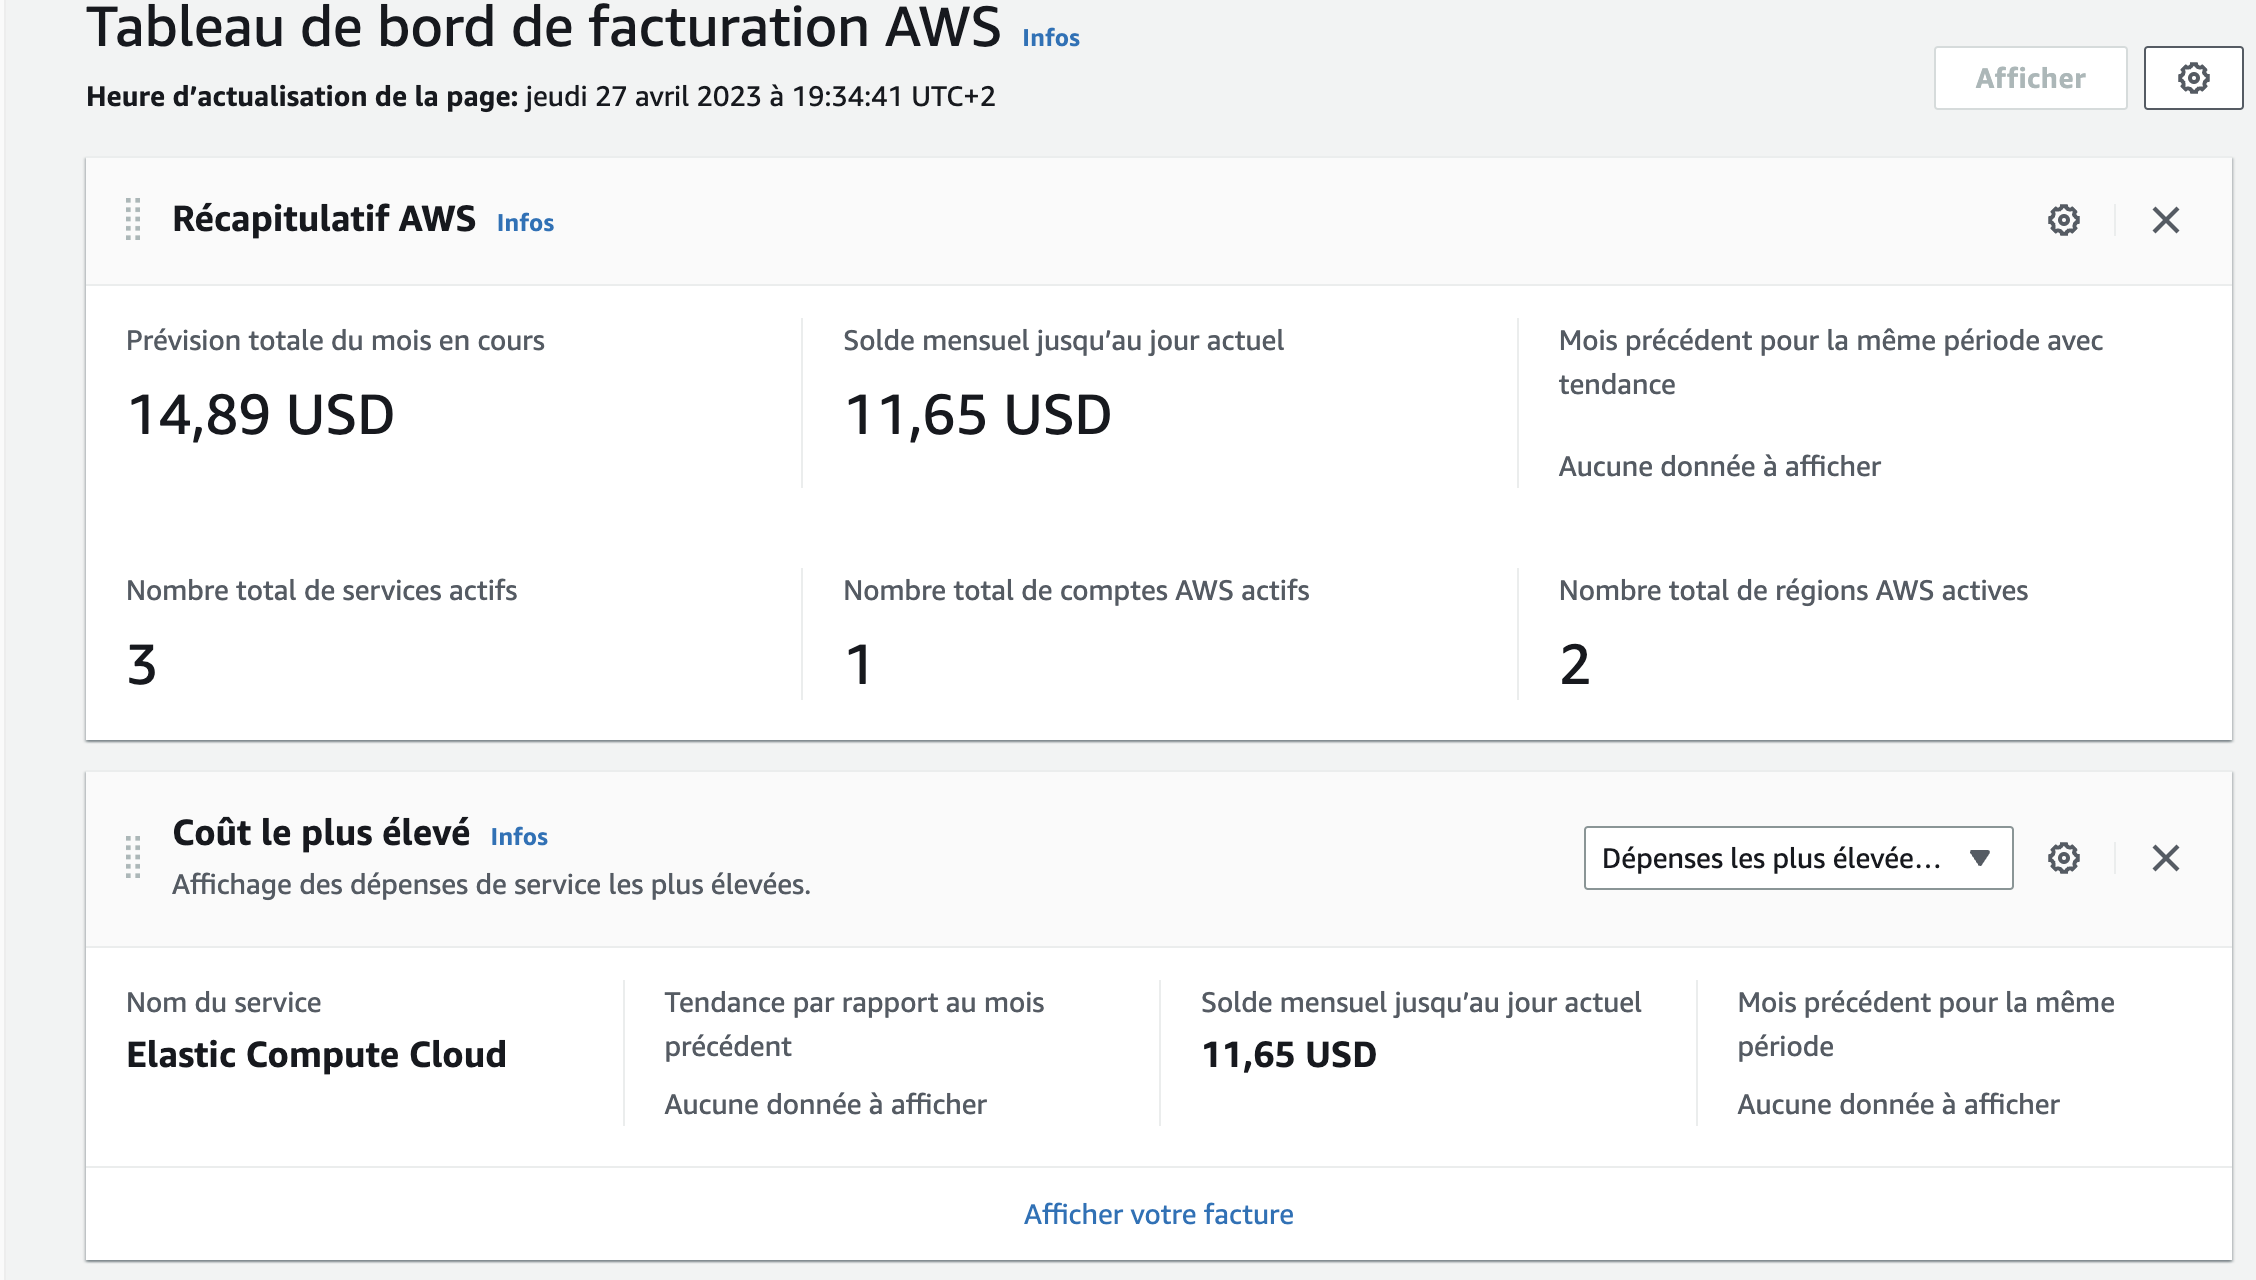 Tableau de bord de facturation AWS Infos
Heure d’actualisation de la page: jeudi 27 avril 2023 à 19:34:41 UTC+2
Afficher
Récapitulatif AWS Infos
Prévision totale du mois en cours
14,89 USD
Solde mensuel jusqu’au jour actuel
11,65 USD
Mois précédent pour la même période avec
tendance
Aucune donnée à afficher
Nombre total de services actifs
3
Nombre total de comptes AWS actifs
1
Nombre total de régions AWS actives
2
Coût le plus élevé Infos
Affichage des dépenses de service les plus élevées.
Dépenses les plus élevée...
Nom du service
Elastic Compute Cloud
Tendance par rapport au mois
précédent
Aucune donnée à afficher
Solde mensuel jusqu’au jour actuel
11,65 USD
Mois précédent pour la même
période
Aucune donnée à afficher
Afficher votre facture